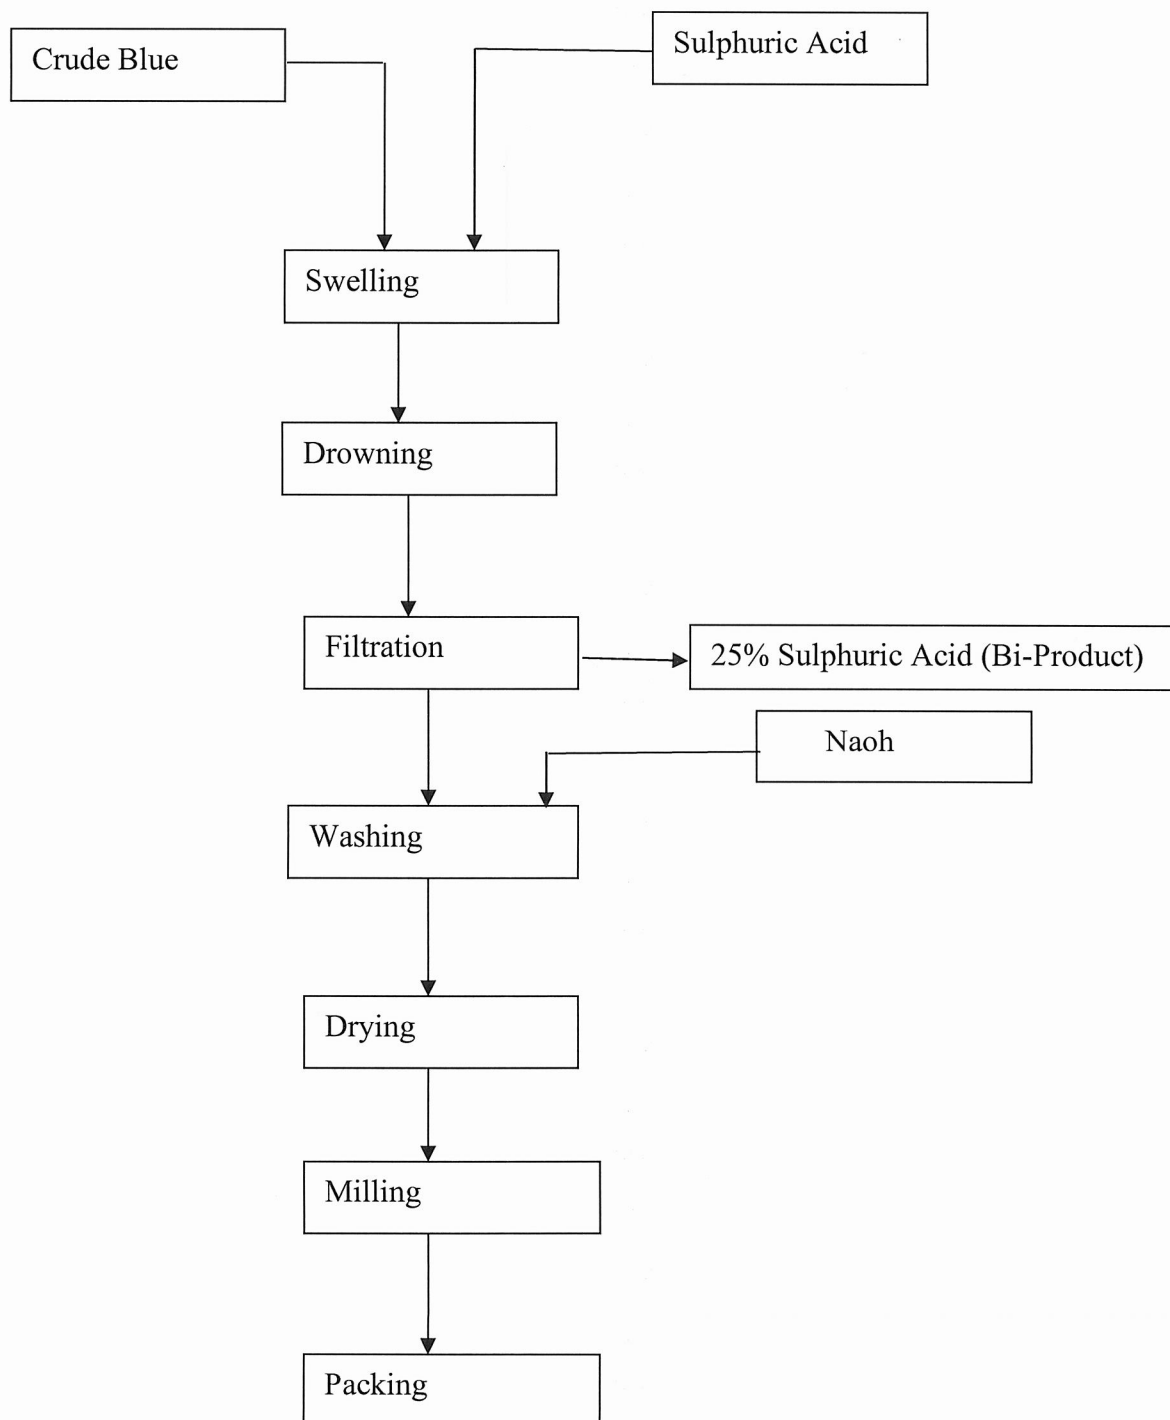 Crude Blue
Sulphuric Acid
Swelling
Drowning
Filtration
25% Sulphuric Acid (Bi-Product)
Naoh
Washing
Drying
Milling
Packing